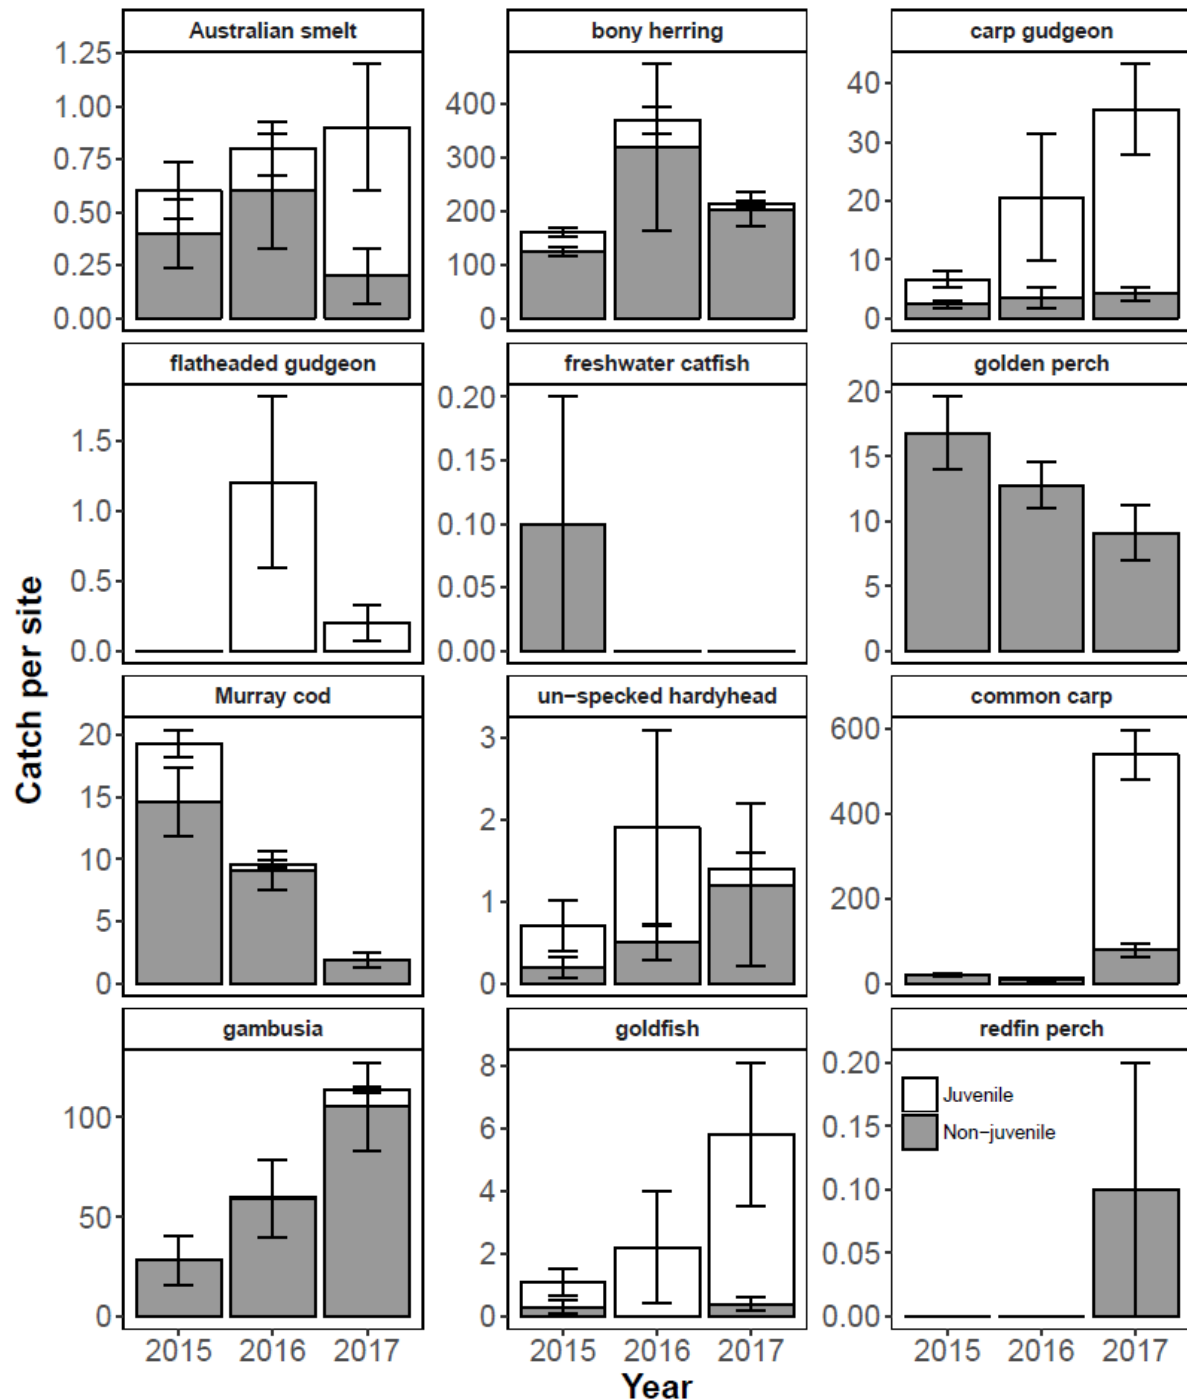 Australian smelt
bony herring
carp gudgeon
1.25
1.00
0.75
0.50
0.25
0.00
400
300
200
100
0
40
30
20
10
0
flatheaded gudgeon
freshwater catfish
golden perch
1.5
1.0
0.5
0.0
0.20
0.15
0.10
0.05
0.00
20
15
10
5
0
Murray cod
un-specked hardyhead
common carp
20
15
10
5
0
3
2
1
0
600
400
200
0
gambusia
goldfish
redfin perch
100
50
0
8
6
4
2
0
0.20
0.15
0.10
0.05
0.00
Juvenile
Non-juvenile
2015 2016 2017
2015 2016 2017
2015 2016 2017
Catch per site
Year